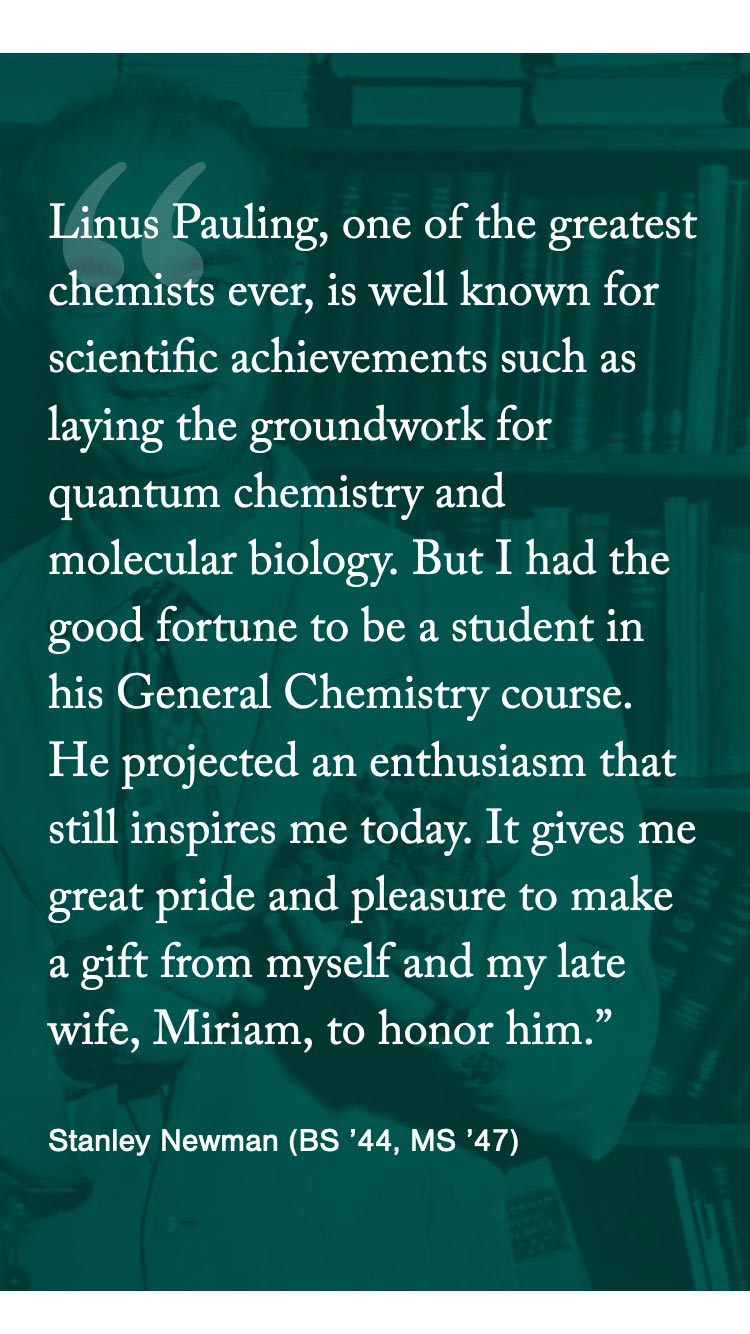 “
Linus Pauling, one of the greatest
chemists ever, is well known for
scientific achievements such as
laying the groundwork for
quantum chemistry and
molecular biology. But I had the
good fortune to be a student in
his General Chemistry course.
He projected an enthusiasm that
still inspires me today. It gives me
great pride and pleasure to make
a gift from myself and my late
wife, Miriam, to honor him.”
Stanley Newman (BS ’44, MS ’47)